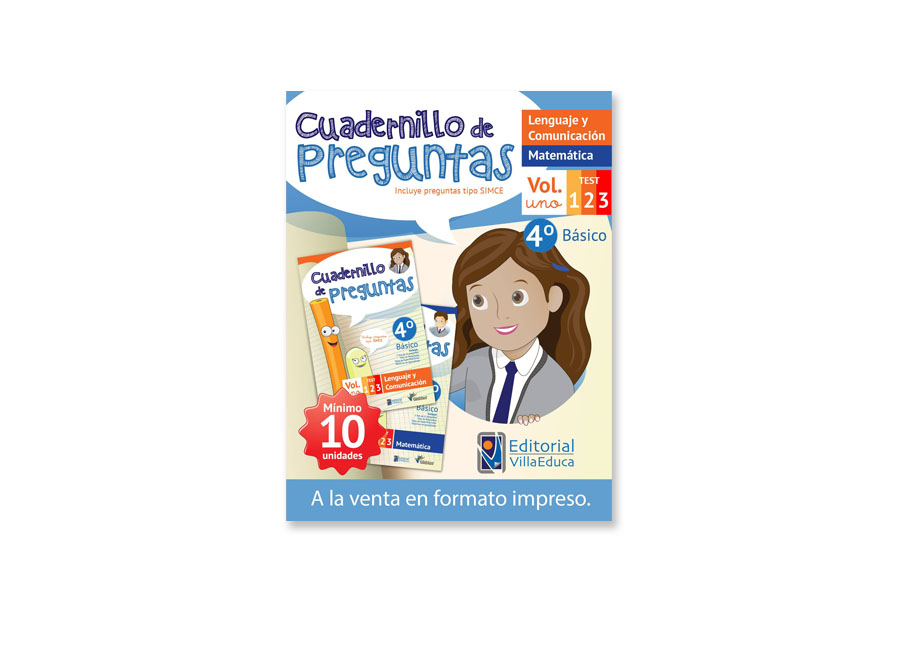 Cuadernillo de
Preguntas
Incluye preguntas tipo SIMCE
Lenguaje y
Comunicación
Matemática
Vol.
uno
TEST
1 2 3
4º Básico
Cuadernillo
de Preguntas
4º
Básico
Vol.
uno
TEST
1 2 3
Lenguaje y
Comunicación
Básico
2 3
Matemática
Mínimo
10
unidades
Editorial
VillaEduca
A la venta en formato impreso.